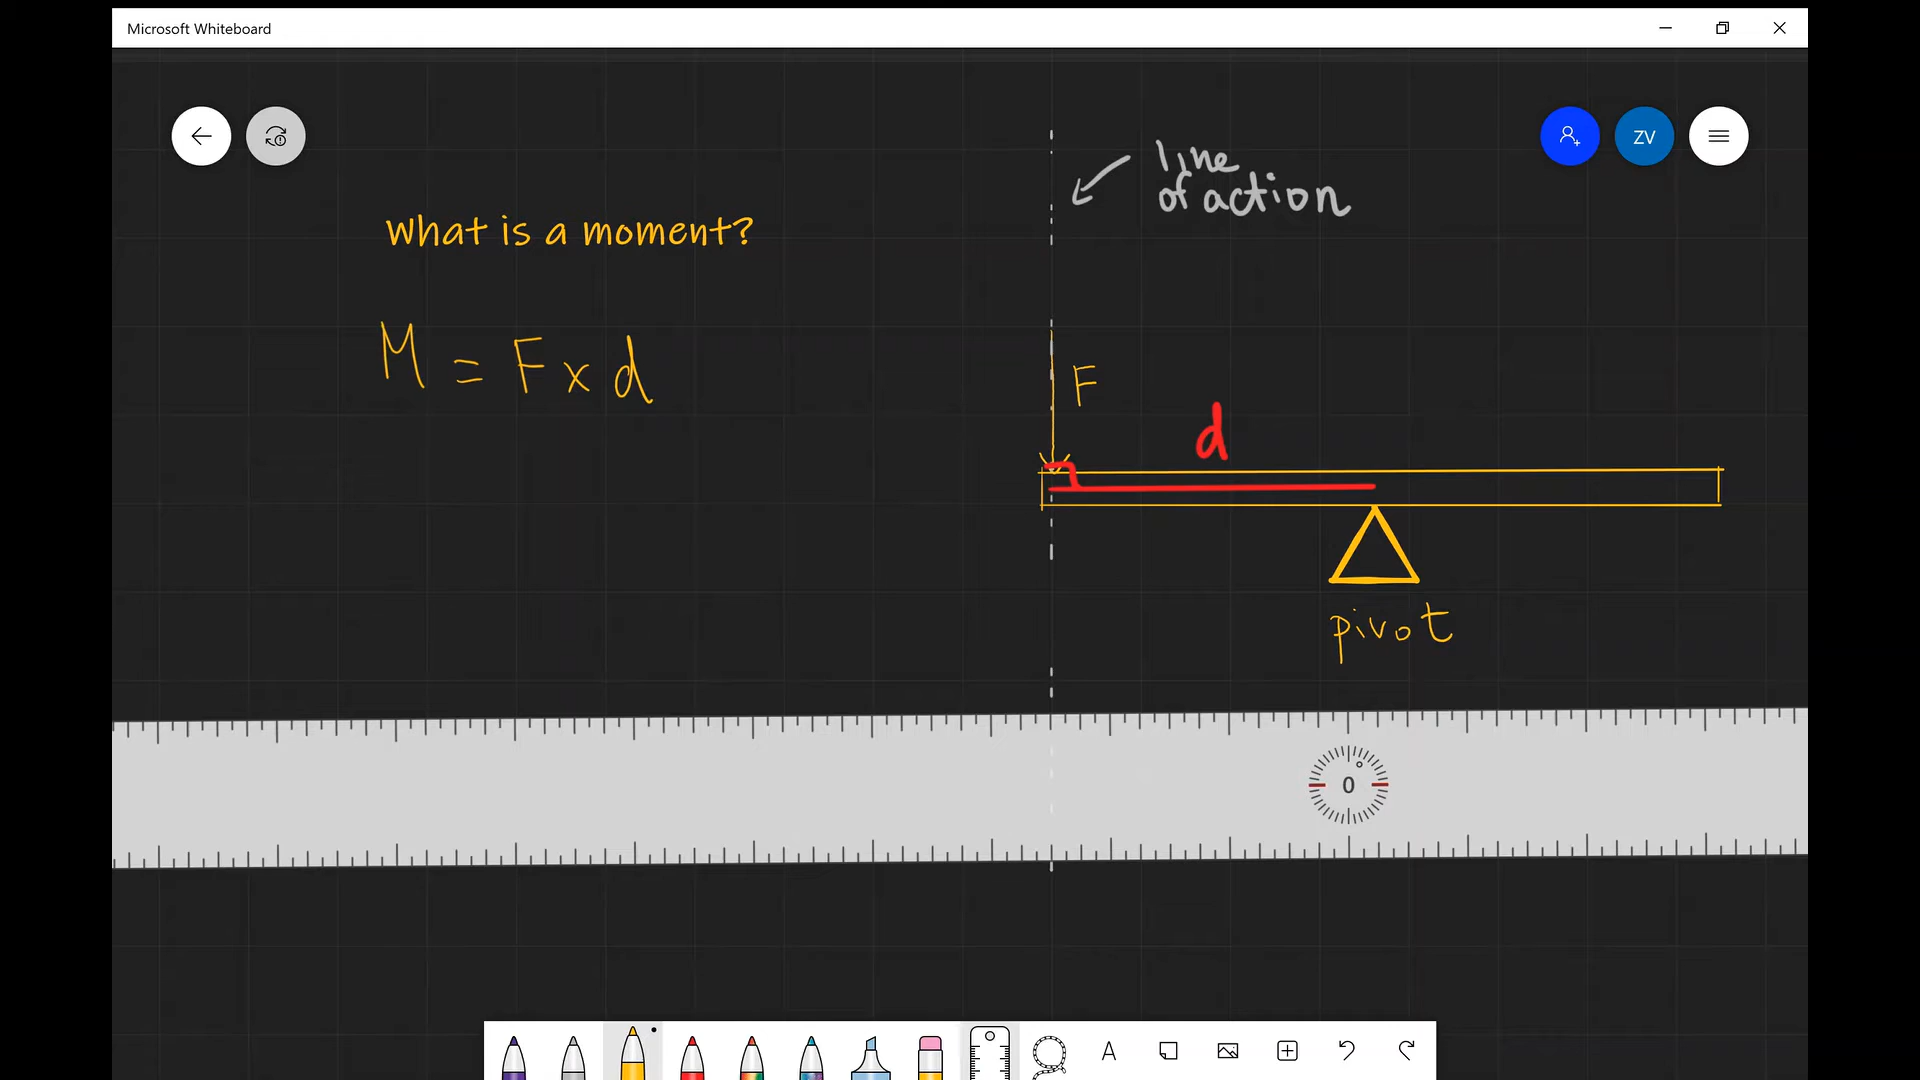 Microsoft Whiteboard
ZV
line
of action
What is a moment?
M = F x d
F
d
pivot
0°
A